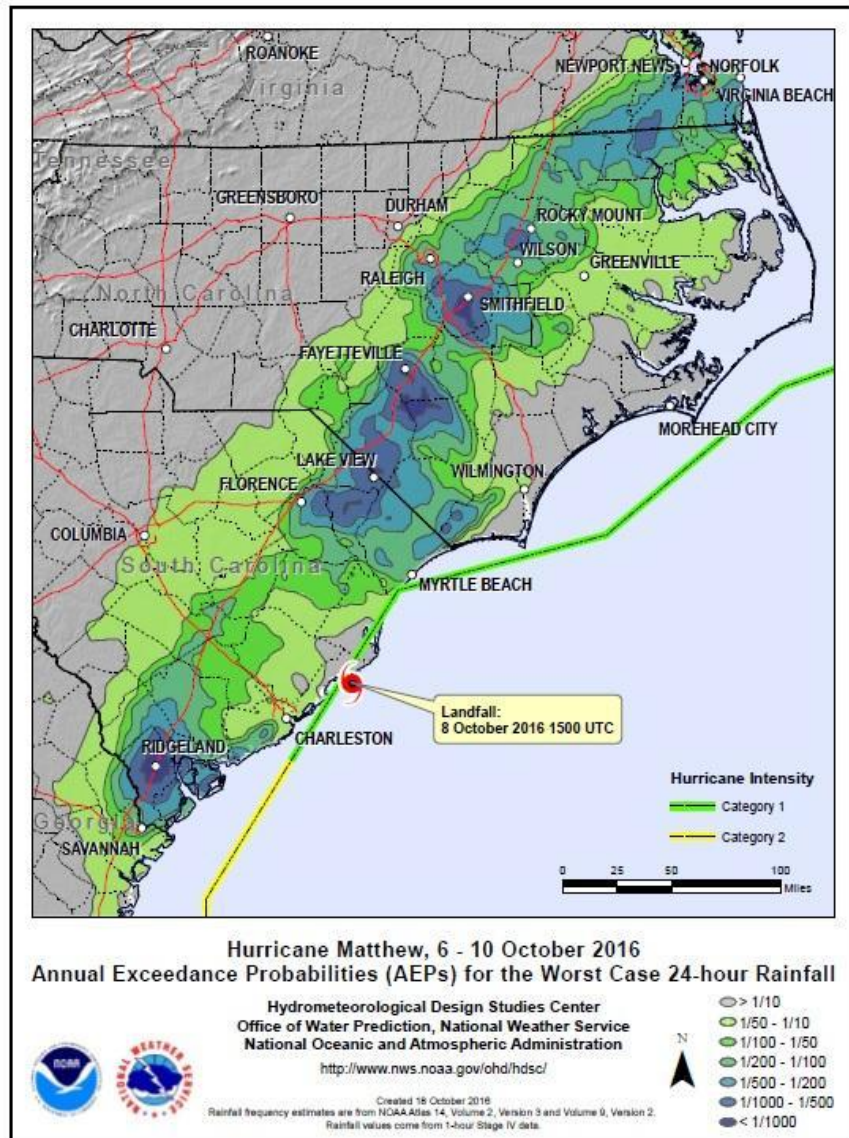 ROANOKE
Virginia
NEWPORT NEWS
NORFOLK
VIRGINIA BEACH
Tennessee
GREENSBORO
DURHAM
ROCKY MOUNT
WILSON
RALEIGH
GREENVILLE
North Carolina
SMITHFIELD
CHARLOTTE
FAYETTEVILLE
MOREHEAD CITY
LAKE VIEW
WILMINGTON
FLORENCE
COLUMBIA
South Carolina
MYRTLE BEACH
Landfall:
8 October 2016 1500 UTC
CHARLESTON
RIDGELAND
Georgia
SAVANNAH
Hurricane Intensity
Category 1
Category 2
0 25 50 100
Miles
Hurricane Matthew, 6 - 10 October 2016
Annual Exceedance Probabilities (AEPs) for the Worst Case 24-hour Rainfall
Hydrometeorological Design Studies Center
Office of Water Prediction, National Weather Service
National Oceanic and Atmospheric Administration
http://www.nws.noaa.gov/ohd/hdsc/
Created 18 October 2016
Rainfall frequency estimates are from NOAA Atlas 14, Volume 2, Version 3 and Volume 9, Version 2.
Rainfall values come from 1-hour Stage IV data.
NOAA
NATIONAL WEATHER SERVICE
N
> 1/10
1/50 - 1/10
1/100 - 1/50
1/200 - 1/100
1/500 - 1/200
1/1000 - 1/500
< 1/1000